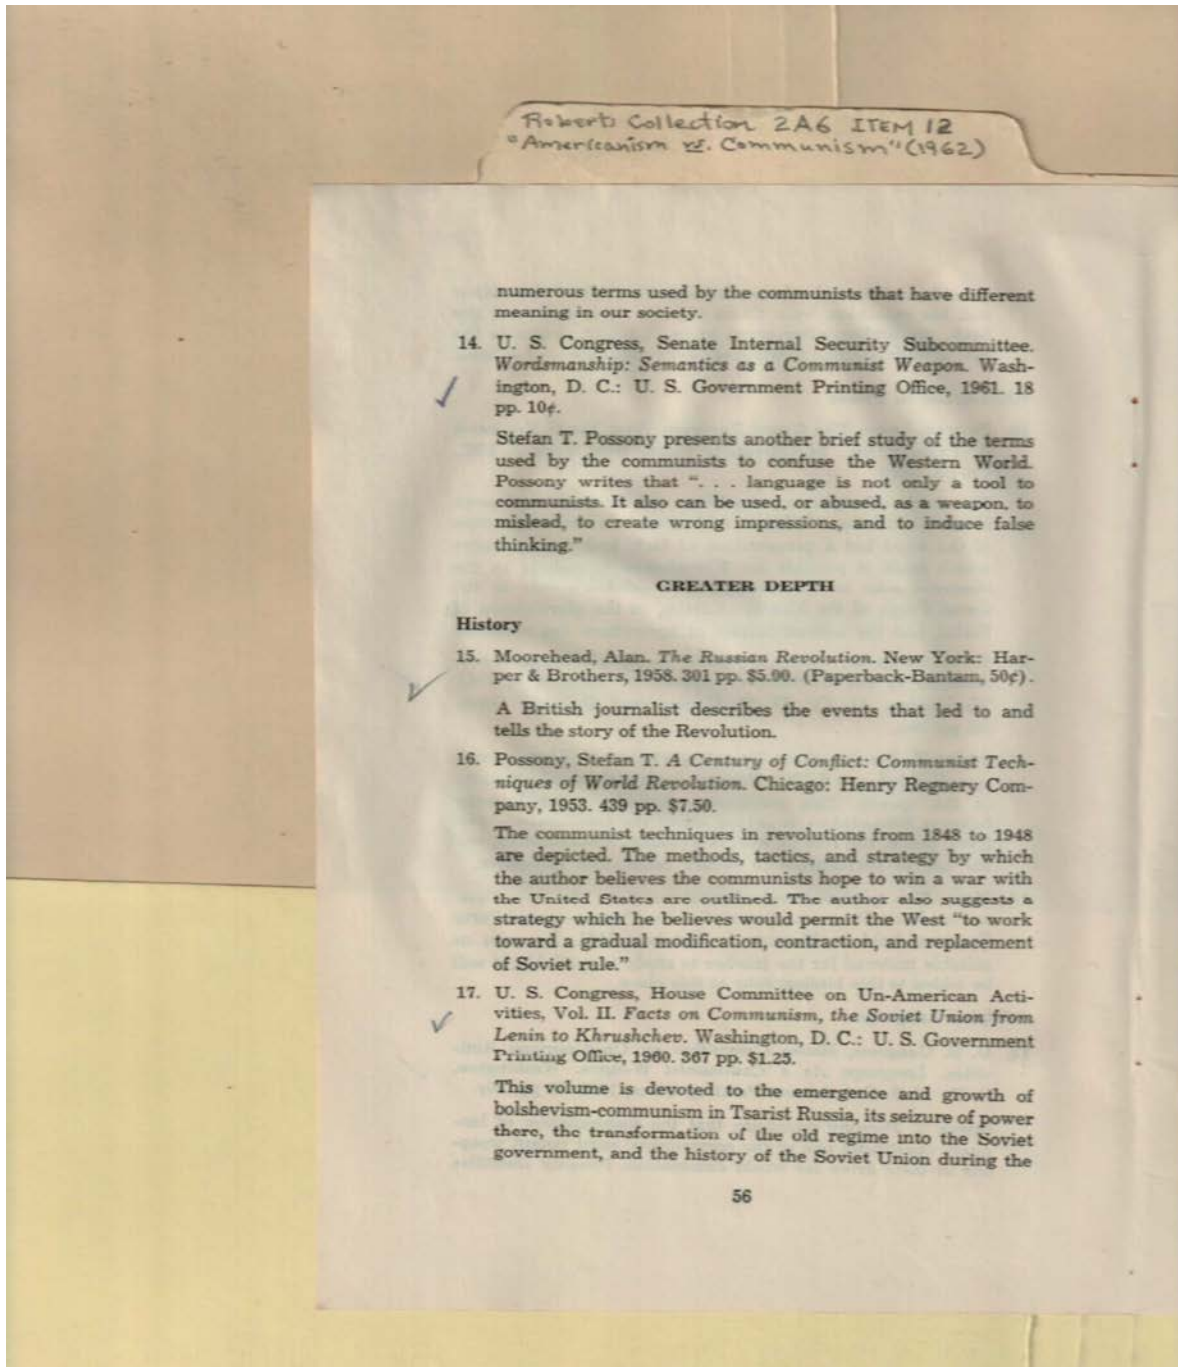 Roberts Collection 2A6 ITEM 12
"Americanism vs. Communism" (1962)
numerous terms used by the communists that have different
meaning in our society.
14. U. S. Congress, Senate Internal Security Subcommittee.
Wordsmanship: Semantics as a Communist Weapon. Wash-
ington, D. C.: U. S. Government Printing Office, 1961. 18
pp. 10¢.
Stefan T. Possony presents another brief study of the terms
used by the communists to confuse the Western World.
Possony writes that ". . . language is not only a tool to
communists. It also can be used, or abused, as a weapon, to
mislead, to create wrong impressions, and to induce false
thinking."
GREATER DEPTH
History
15. Moorehead, Alan. The Russian Revolution. New York: Har-
per & Brothers, 1958. 301 pp. $5.00. (Paperback-Bantam, 50¢).
A British journalist describes the events that led to and
tells the story of the Revolution.
16. Possony, Stefan T. A Century of Conflict: Communist Tech-
niques of World Revolution. Chicago: Henry Regnery Com-
pany, 1953. 439 pp. $7.50.
The communist techniques in revolutions from 1848 to 1948
are depicted. The methods, tactics, and strategy by which
the author believes the communists hope to win a war with
the United States are outlined. The author also suggests a
strategy which he believes would permit the West "to work
toward a gradual modification, contraction, and replacement
of Soviet rule."
17. U. S. Congress, House Committee on Un-American Acti-
vities, Vol. II. Facts on Communism, the Soviet Union from
Lenin to Khrushchev. Washington, D. C.: U. S. Government
Printing Office, 1960. 367 pp. $1.25.
This volume is devoted to the emergence and growth of
bolshevism-communism in Tsarist Russia, its seizure of power
there, the transformation of the old regime into the Soviet
government, and the history of the Soviet Union during the
56